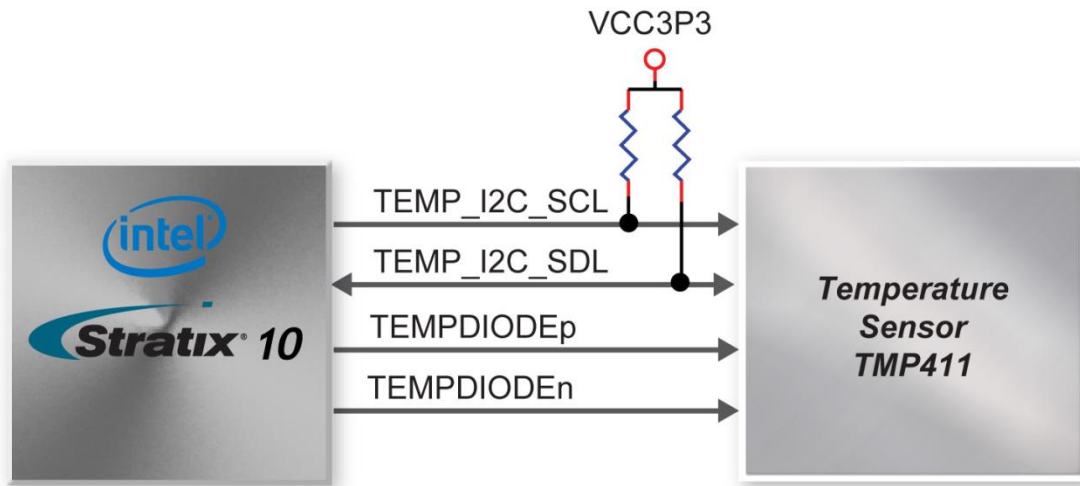 VCC3P3
TEMP_I2C_SCL
TEMP_I2C_SDL
TEMPDIODEp
TEMPDIODEn
intel
Stratix® 10
Temperature
Sensor
TMP411